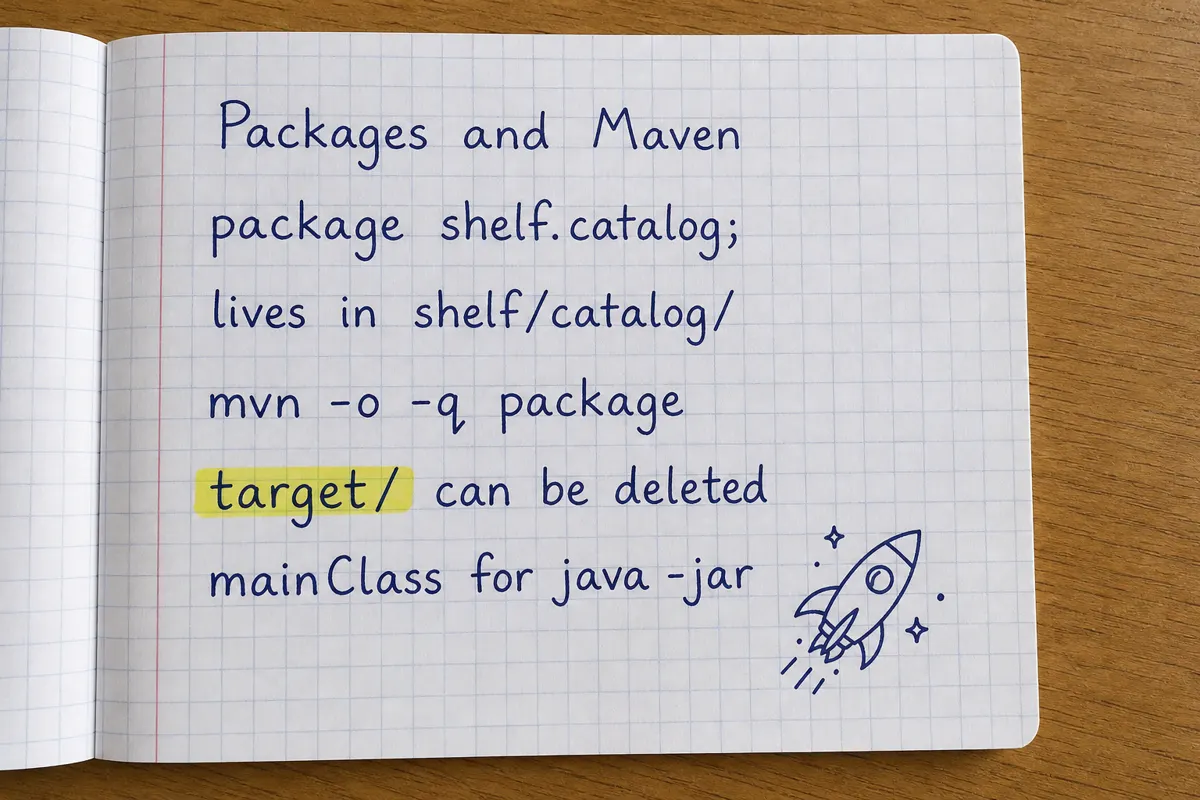 Packages and Maven
package shelf.catalog;
lives in shelf/catalog/
mvn -o -q package
target/ can be deleted
mainClass for java -jar